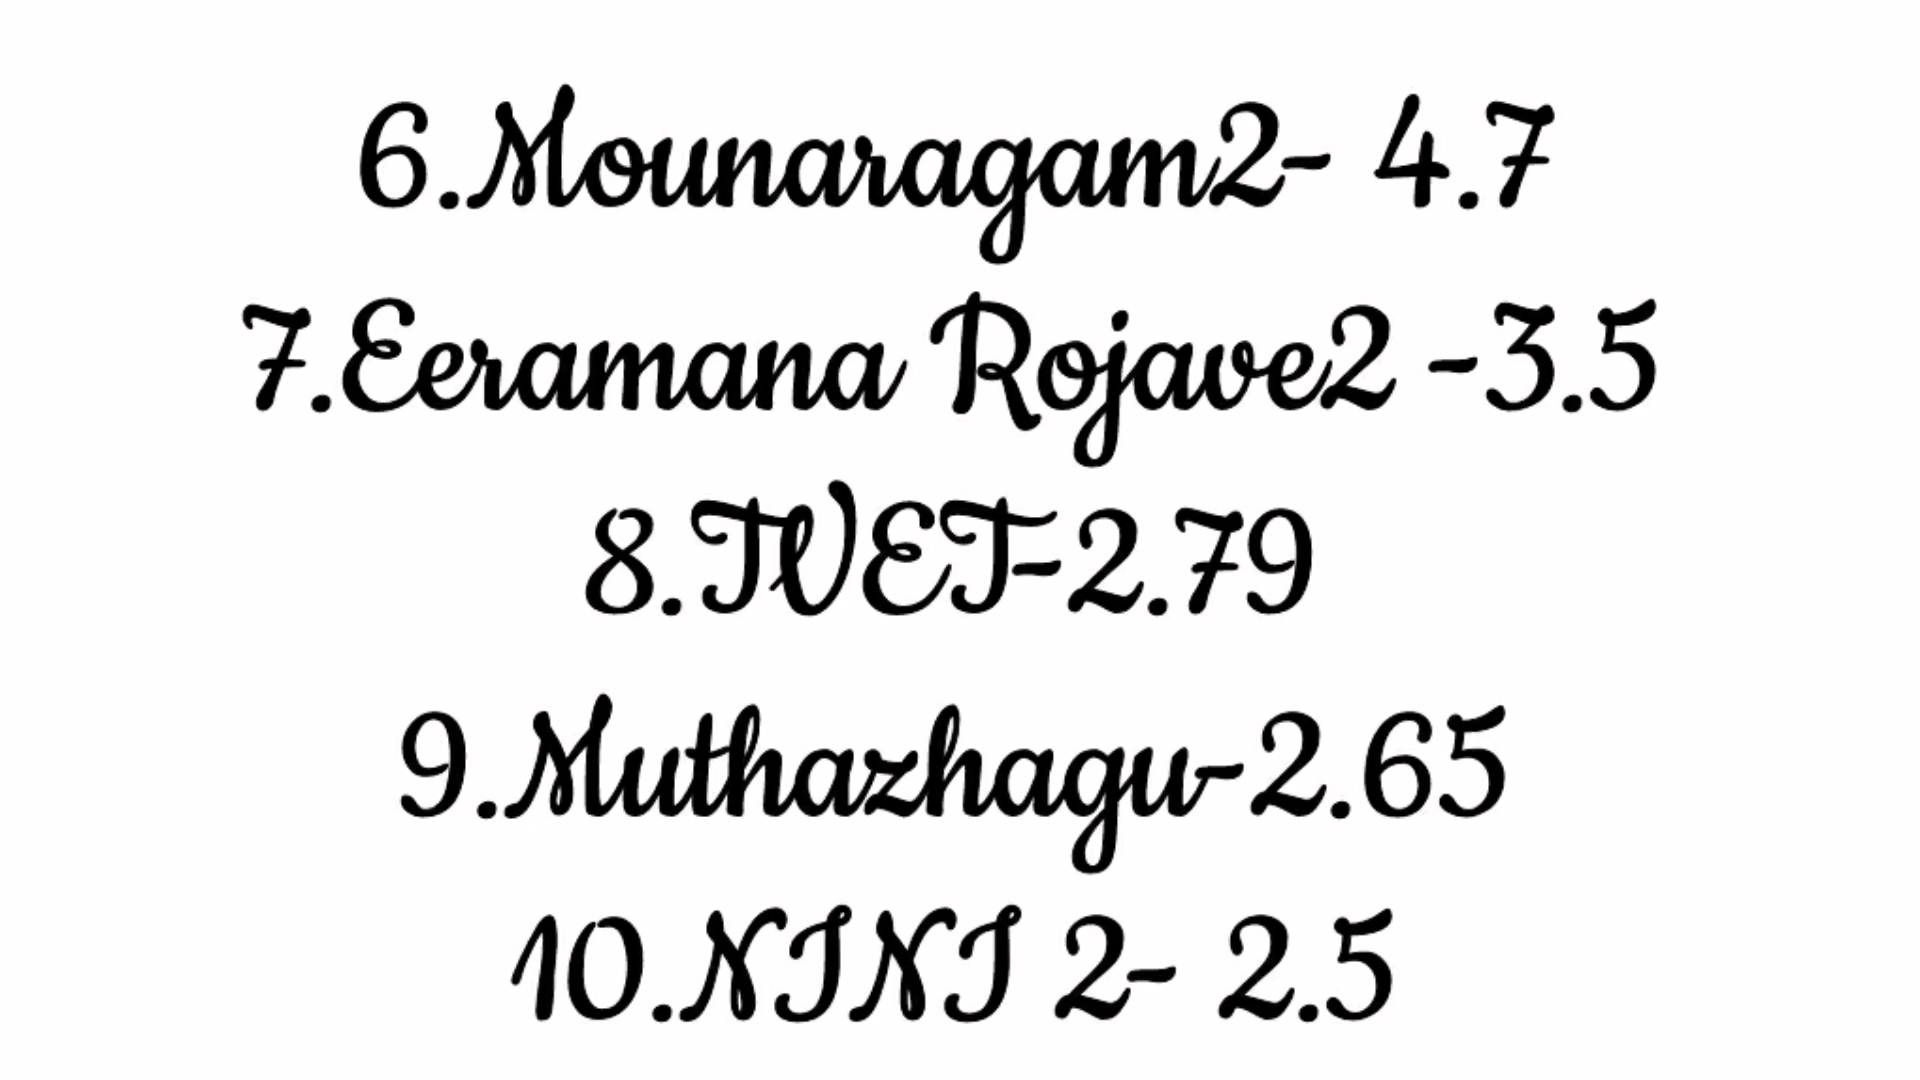 6.Mounaragam2- 4.7
7.Eeramana Rojave2 -3.5
8.TVET-2.79
9.Muthazhagu-2.65
10.NINI 2- 2.5